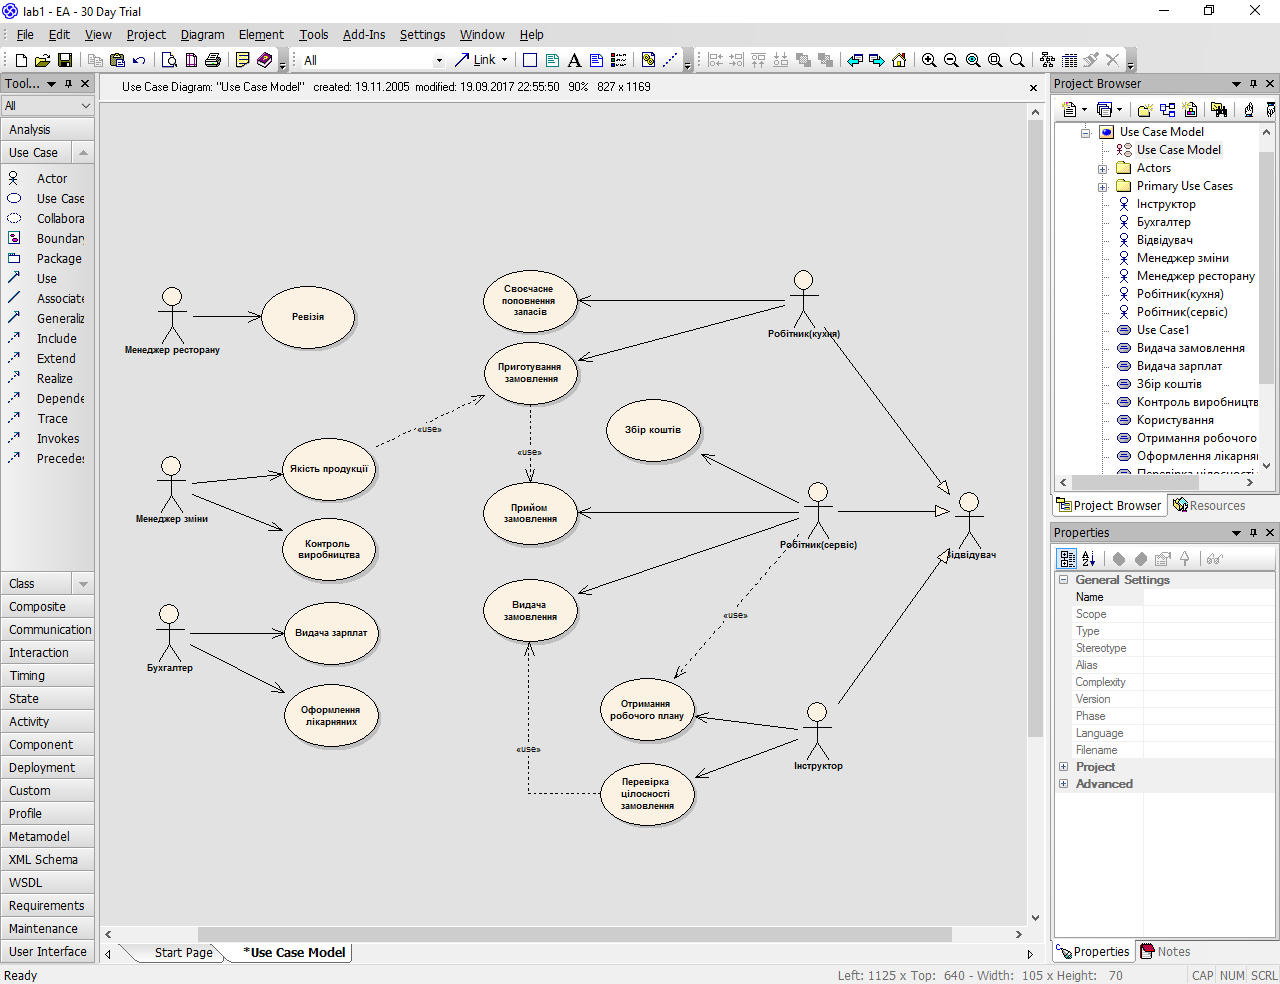 lab1 - EA - 30 Day Trial
File Edit View Project Diagram Element Tools Add-Ins Settings Window Help
All
Link
Tool...
All
Analysis
Use Case
Actor
Use Case
Collabora
Boundar
Package
Use
Associate
Generaliz
Include
Extend
Realize
Depende
Trace
Invokes
Precedes
Class
Composite
Communication
Interaction
Timing
State
Activity
Component
Deployment
Custom
Profile
Metamodel
XML Schema
WSDL
Requirements
Maintenance
User Interface
Use Case Diagram: "Use Case Model" created: 19.11.2005 modified: 19.09.2017 22:55:50 90% 827 x 1169
Менеджер ресторану
Ревізія
Своєчасне
поповнення
запасів
Робітник(кухня)
Приготування
замовлення
«use»
«use»
Збір коштів
Якість продукції
Менеджер зміни
Контроль
виробництва
Прийом
замовлення
Робітник(сервіс)
Відвідувач
Видача
замовлення
«use»
Бухгалтер
Видача зарплат
Оформлення
лікарняних
Отримання
робочого плану
«use»
Інструктор
Перевірка
цілосності
замовлення
Start Page
*Use Case Model
Project Browser
Use Case Model
Use Case Model
Actors
Primary Use Cases
Інструктор
Бухгалтер
Відвідувач
Менеджер зміни
Менеджер ресторану
Робітник(кухня)
Робітник(сервіс)
Use Case1
Видача замовлення
Видача зарплат
Збір коштів
Контроль виробництв
Користування
Отримання робочого
Оформлення лікарня
Перевірка цілосності
Project Browser
Resources
Properties
General Settings
Name
Scope
Type
Stereotype
Alias
Complexity
Version
Phase
Language
Filename
Project
Advanced
Properties
Notes
Ready
Left: 1125 x Top: 640 - Width: 105 x Height: 70
CAP NUM SCRL